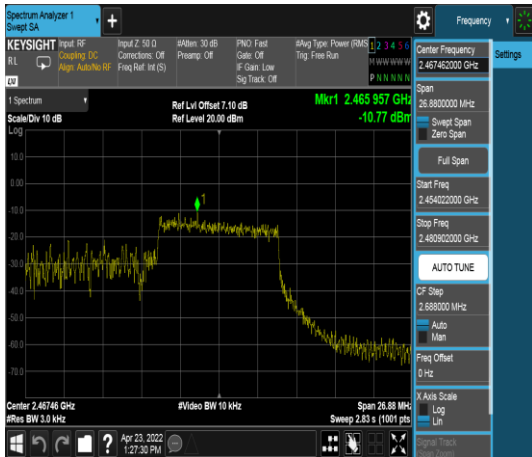 Spectrum Analyzer 1
Swept SA
Frequency
KEYSIGHT
RL
Input: RF
Coupling: DC
Align: Auto/No RF
Input Z: 50 Ω
Corrections: Off
Freq Ref: Int (S)
#Atten: 30 dB
Preamp: Off
PNO: Fast
Gate: Off
IF Gain: Low
Sig Track: Off
#Avg Type: Power (RMS
Trig: Free Run
1 2 3 4 5 6
M W W W W W
P N N N N N
1 Spectrum
Scale/Div 10 dB
Log
Ref Lvl Offset 7.10 dB
Ref Level 20.00 dBm
Mkr1 2.465 957 GHz
-10.77 dBm
10.0
0.00
-10.0
-20.0
-30.0
-40.0
-50.0
-60.0
-70.0
1
Center 2.46746 GHz
#Res BW 3.0 kHz
#Video BW 10 kHz
Span 26.88 MHz
Sweep 2.83 s (1001 pts)
Apr 23, 2022
1:27:30 PM
Center Frequency
2.467462000 GHz
Span
26.8800000 MHz
Swept Span
Zero Span
Full Span
Start Freq
2.454022000 GHz
Stop Freq
2.480902000 GHz
AUTO TUNE
CF Step
2.688000 MHz
Auto
Man
Freq Offset
0 Hz
X Axis Scale
Log
Lin
Signal Track
(Span Zoom)
Settings